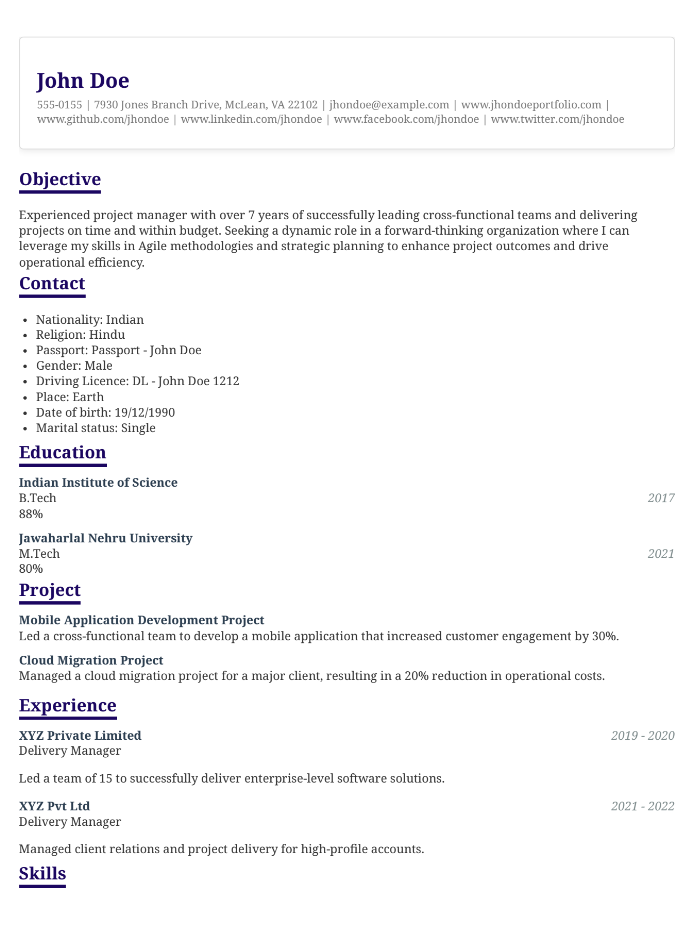 John Doe
555-0155 | 7930 Jones Branch Drive, McLean, VA 22102 | jhondoe@example.com | www.jhondoeportfolio.com |
www.github.com/jhondoe | www.linkedin.com/jhondoe | www.facebook.com/jhondoe | www.twitter.com/jhondoe
Objective
Experienced project manager with over 7 years of successfully leading cross-functional teams and delivering
projects on time and within budget. Seeking a dynamic role in a forward-thinking organization where I can
leverage my skills in Agile methodologies and strategic planning to enhance project outcomes and drive
operational efficiency.
Contact
• Nationality: Indian
• Religion: Hindu
• Passport: Passport - John Doe
• Gender: Male
• Driving Licence: DL - John Doe 1212
• Place: Earth
• Date of birth: 19/12/1990
• Marital status: Single
Education
Indian Institute of Science
B.Tech 2017
88%
Jawaharlal Nehru University
M.Tech 2021
80%
Project
Mobile Application Development Project
Led a cross-functional team to develop a mobile application that increased customer engagement by 30%.
Cloud Migration Project
Managed a cloud migration project for a major client, resulting in a 20% reduction in operational costs.
Experience
XYZ Private Limited 2019 - 2020
Delivery Manager
Led a team of 15 to successfully deliver enterprise-level software solutions.
XYZ Pvt Ltd 2021 - 2022
Delivery Manager
Managed client relations and project delivery for high-profile accounts.
Skills